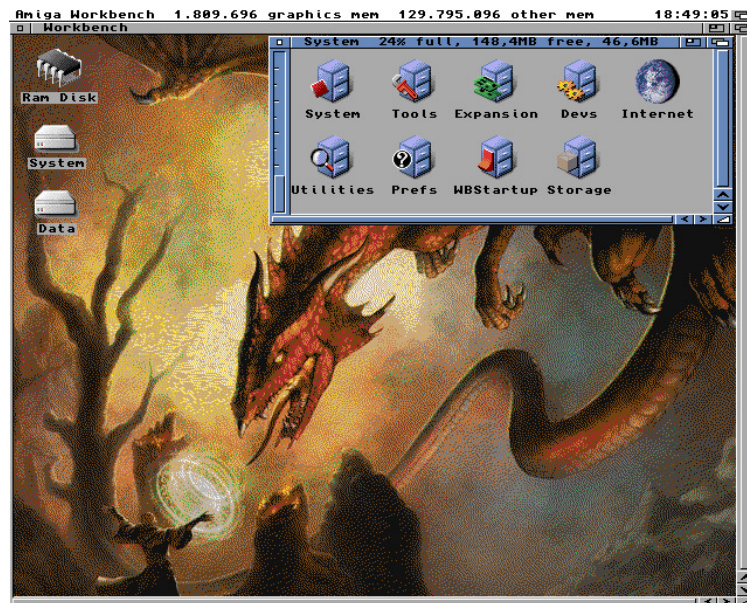 Amiga Workbench 1.809.696 graphics mem 129.795.096 other mem 18:49:05
Workbench
System 24% full, 148,4MB free, 46,6MB
Ram Disk
System
Data
System Tools Expansion Devs Internet
Utilities Prefs WBStartup Storage